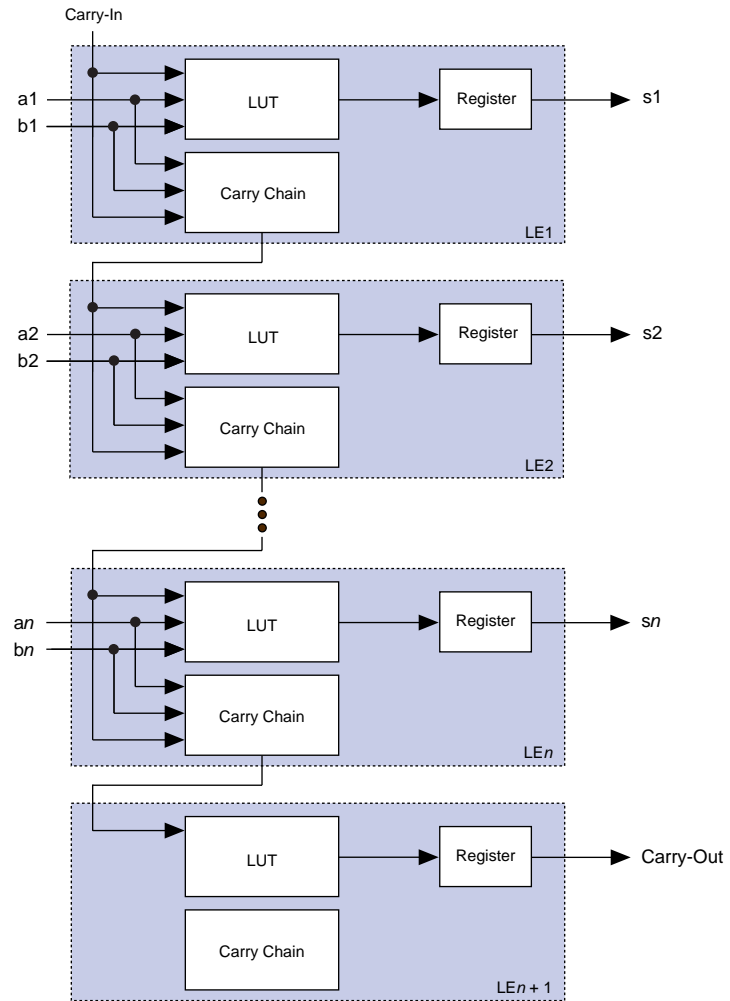 Carry-In
a1
b1
LUT
Register
s1
Carry Chain
LE1
a2
b2
LUT
Register
s2
Carry Chain
LE2
an
bn
LUT
Register
sn
Carry Chain
LEn
LUT
Register
Carry-Out
Carry Chain
LEn + 1